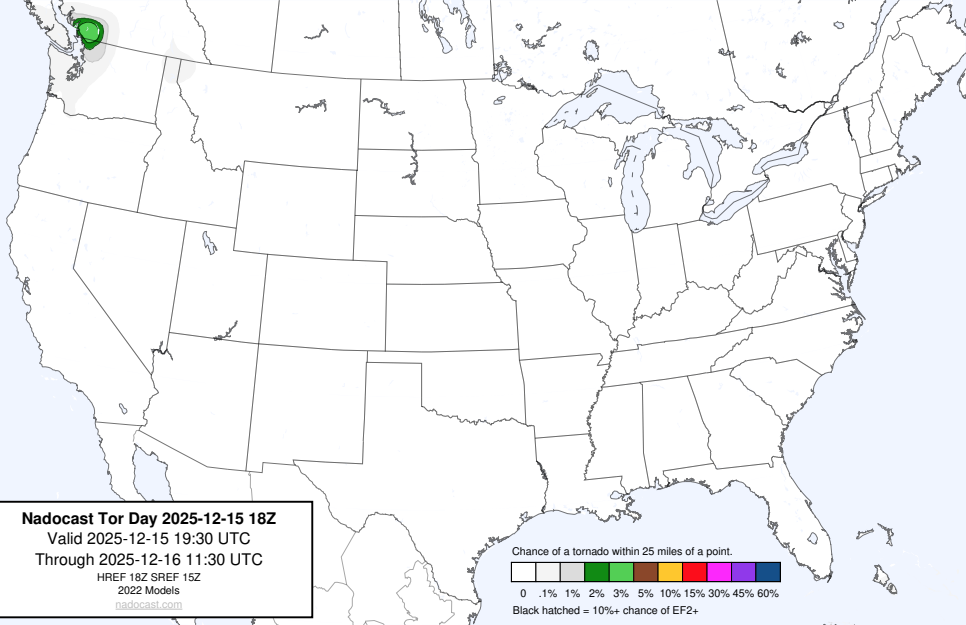 Nadocast Tor Day 2025-12-15 18Z
Valid 2025-12-15 19:30 UTC
Through 2025-12-16 11:30 UTC
HREF 18Z SREF 15Z
2022 Models
nadocast.com
Chance of a tornado within 25 miles of a point.
0 .1% 1% 2% 3% 5% 10% 15% 30% 45% 60%
Black hatched = 10%+ chance of EF2+